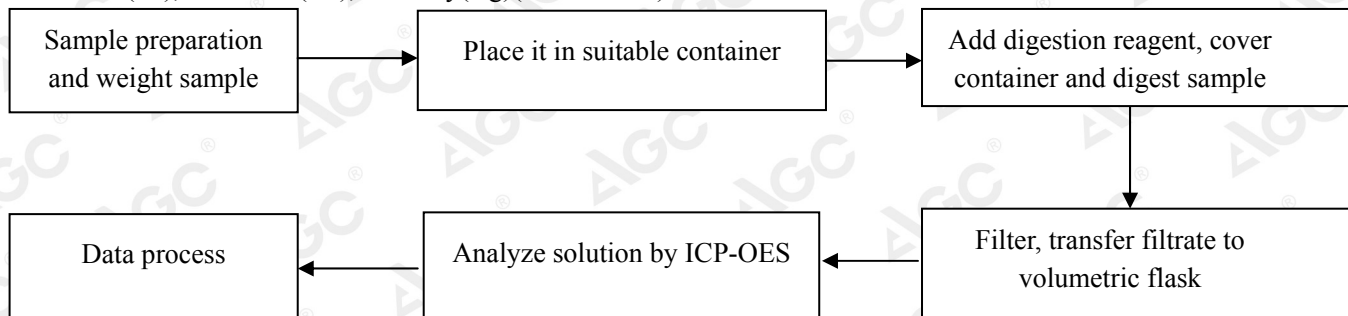 Sample preparation
and weight sample
Place it in suitable container
Add digestion reagent, cover
container and digest sample
Data process
Analyze solution by ICP-OES
Filter, transfer filtrate to
volumetric flask
AGC®